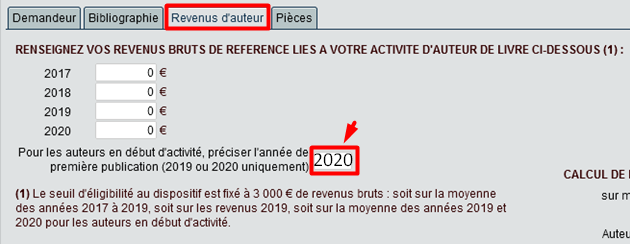 Demandeur Bibliographie Revenus d'auteur Pièces
RENSEIGNEZ VOS REVENUS BRUTS DE REFERENCE LIES A VOTRE ACTIVITE D'AUTEUR DE LIVRE CI-DESSOUS (1) :
2017 0 €
2018 0 €
2019 0 €
2020 0 €
Pour les auteurs en début d'activité, préciser l'année de
première publication (2019 ou 2020 uniquement) 2020
(1) Le seuil d'éligibilité au dispositif est fixé à 3 000 € de revenus bruts : soit sur la moyenne
des années 2017 à 2019, soit sur les revenus 2019, soit sur la moyenne des années 2019 et
2020 pour les auteurs en début d'activité.
CALCUL DE
sur m
Auteu